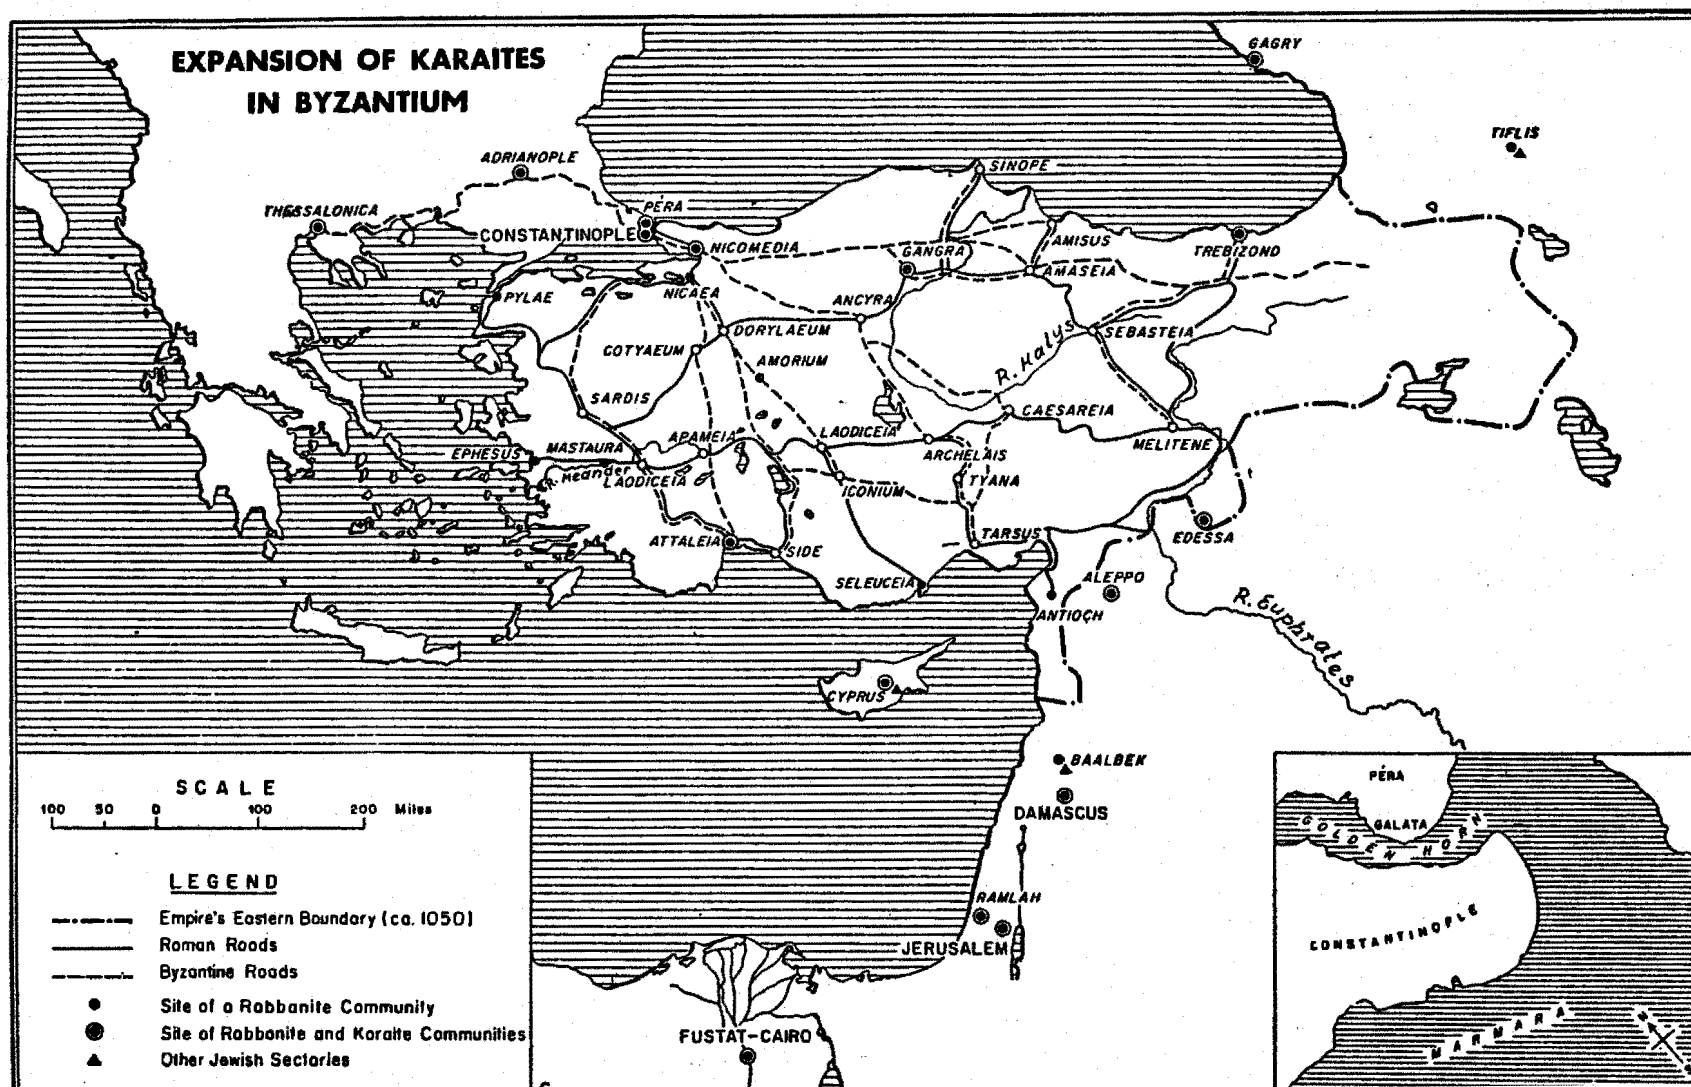 EXPANSION OF KARAITES
IN BYZANTIUM
GAGRY
TIFLIS
ADRIANOPLE
SINOPE
THESSALONICA
PÉRA
CONSTANTINOPLE
NICOMEDIA
GANGRA
AMISUS
TREBIZOND
AMASEIA
PYLAE
NICAEA
ANCYRA
DORYLAEUM
R. Halys
SEBASTEIA
COTYAEUM
AMORIUM
SARDIS
CAESAREIA
LAODICEIA
APAMEIA
MELITENE
EPHESUS
MASTAURA
ARCHELAIS
R. Meander
LAODICEIA
ICONIUM
TYANA
ATTALEIA
SIDE
TARSUS
EDESSA
SELEUCEIA
ALEPPO
ANTIOCH
R. Euphrates
CYPRUS
BAALBEK
DAMASCUS
RAMLAH
JERUSALEM
FUSTAT-CAIRO
SCALE
100 50 0 100 200 Miles
LEGEND
Empire's Eastern Boundary (ca. 1050)
Roman Roads
Byzantine Roads
Site of a Rabbanite Community
Site of Rabbanite and Karaite Communities
Other Jewish Sectaries
PÉRA
GALATA
GOLDEN HORN
CONSTANTINOPLE
MARMARA
N